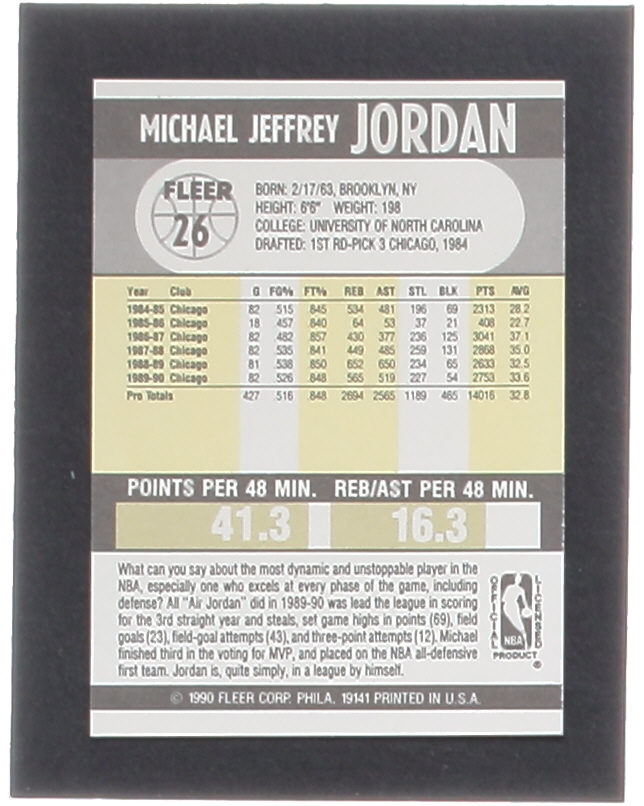 MICHAEL JEFFREY JORDAN
FLEER
26
BORN: 2/17/63, BROOKLYN, NY
HEIGHT: 6'6" WEIGHT: 198
COLLEGE: UNIVERSITY OF NORTH CAROLINA
DRAFTED: 1ST RD-PICK 3 CHICAGO, 1984
Year Club G FG% FT% REB AST STL BLK PTS AVG
1984-85 Chicago 82 .515 .845 534 481 196 69 2313 28.2
1985-86 Chicago 18 .457 .840 64 53 37 21 408 22.7
1986-87 Chicago 82 .482 .857 430 377 236 125 3041 37.1
1987-88 Chicago 82 .535 .841 449 485 259 131 2868 35.0
1988-89 Chicago 81 .538 .850 652 650 234 65 2633 32.5
1989-90 Chicago 82 .526 .848 565 519 227 54 2753 33.6
Pro Totals 427 .516 .848 2694 2565 1189 465 14016 32.8
POINTS PER 48 MIN. REB/AST PER 48 MIN.
41.3 16.3
What can you say about the most dynamic and unstoppable player in the
NBA, especially one who excels at every phase of the game, including
defense? All "Air Jordan" did in 1989-90 was lead the league in scoring
for the 3rd straight year and steals, set game highs in points (69), field
goals (23), field-goal attempts (43), and three-point attempts (12). Michael
finished third in the voting for MVP, and placed on the NBA all-defensive
first team. Jordan is, quite simply, in a league by himself.
OFFICIAL
LICENSED
NBA
PRODUCT ®
© 1990 FLEER CORP. PHILA. 19141 PRINTED IN U.S.A.